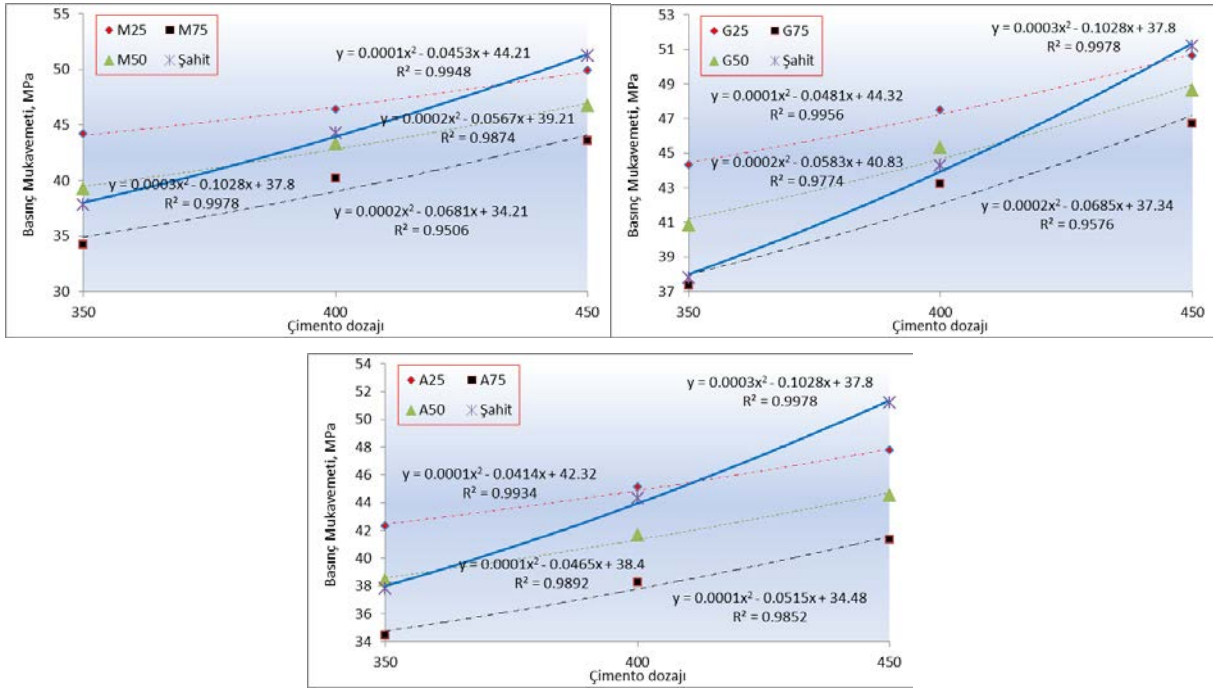 Basınç Mukavemeti, MPa
M25 M75
M50 Şahit
y = 0.0001x² - 0.0453x + 44.21
R² = 0.9948
y = 0.0002x² - 0.0567x + 39.21
R² = 0.9874
y = 0.0003x² - 0.1028x + 37.8
R² = 0.9978
y = 0.0002x² - 0.0681x + 34.21
R² = 0.9506
55
50
45
40
35
30
350 400 450
Çimento dozajı
Basınç Mukavemeti, MPa
G25 G75
G50 Şahit
y = 0.0003x² - 0.1028x + 37.8
R² = 0.9978
y = 0.0001x² - 0.0481x + 44.32
R² = 0.9956
y = 0.0002x² - 0.0583x + 40.83
R² = 0.9774
y = 0.0002x² - 0.0685x + 37.34
R² = 0.9576
53
51
49
47
45
43
41
39
37
350 400 450
Çimento dozajı
Basınç Mukavemeti, MPa
A25 A75
A50 Şahit
y = 0.0003x² - 0.1028x + 37.8
R² = 0.9978
y = 0.0001x² - 0.0414x + 42.32
R² = 0.9934
y = 0.0001x² - 0.0465x + 38.4
R² = 0.9892
y = 0.0001x² - 0.0515x + 34.48
R² = 0.9852
54
52
50
48
46
44
42
40
38
36
34
350 400 450
Çimento dozajı